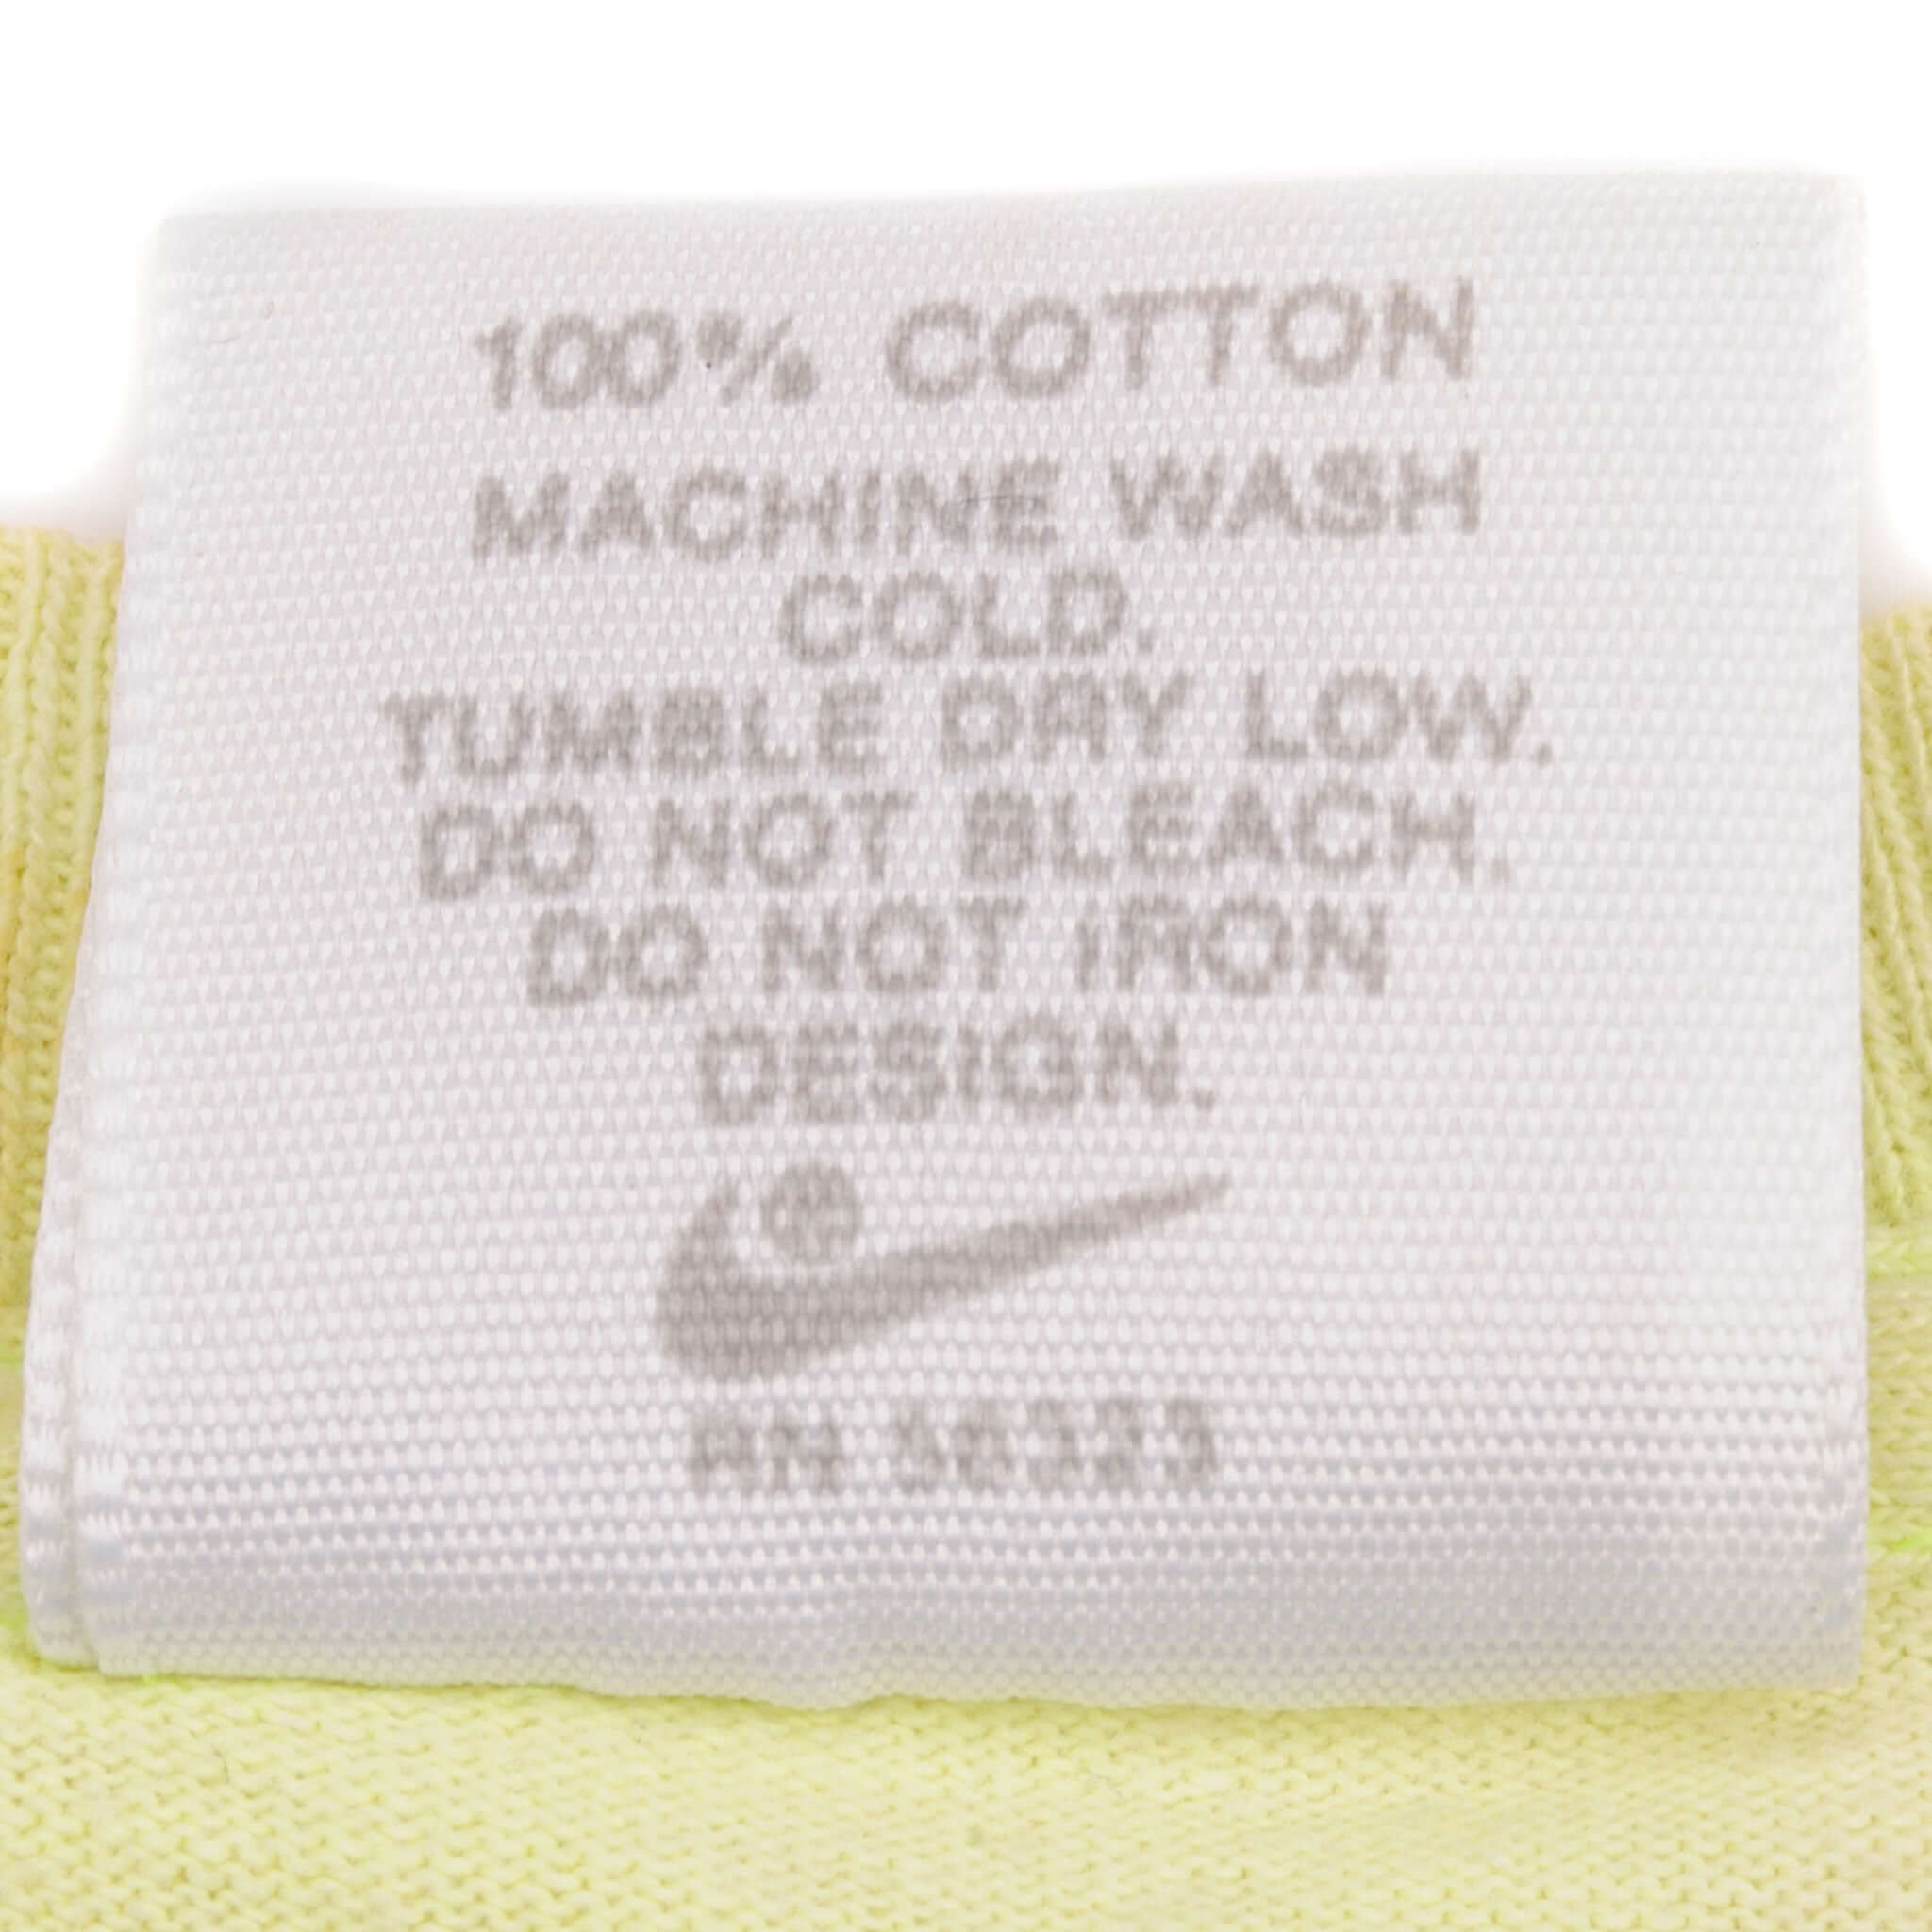 100% COTTON
MACHINE WASH
COLD.
TUMBLE DRY LOW.
DO NOT BLEACH.
DO NOT IRON
DESIGN.
RN 56323